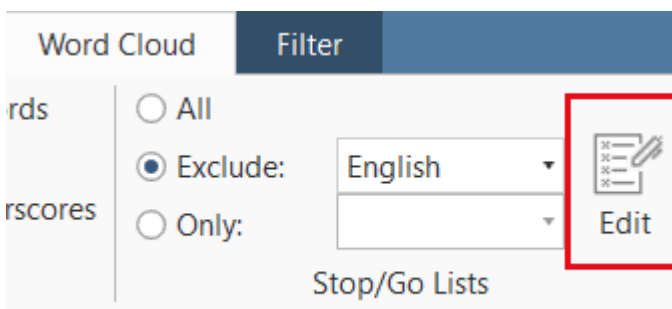 Word Cloud Filter
rds All
Exclude: English
rscores Only:
Edit
Stop/Go Lists